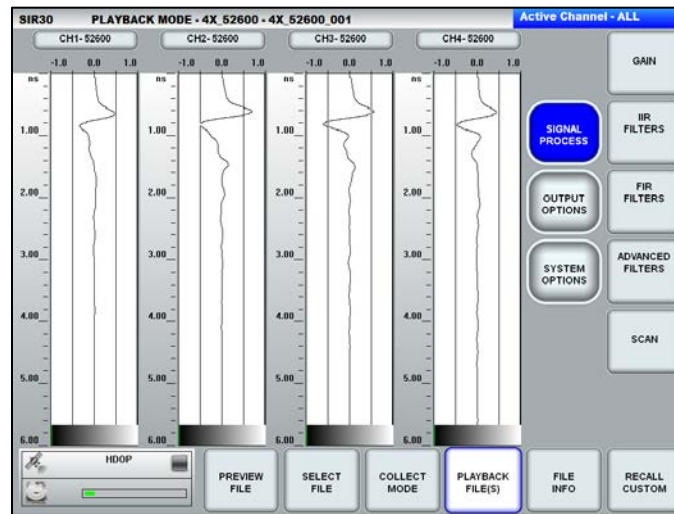 SIR30 PLAYBACK MODE - 4X_52600 - 4X_52600_001 Active Channel - ALL
CH1- 52600 CH2- 52600 CH3- 52600 CH4- 52600
-1.0 0.0 1.0 -1.0 0.0 1.0 -1.0 0.0 1.0 -1.0 0.0 1.0
ns ns ns ns
1.00 1.00 1.00 1.00
2.00 2.00 2.00 2.00
3.00 3.00 3.00 3.00
4.00 4.00 4.00 4.00
5.00 5.00 5.00 5.00
6.00 6.00 6.00 6.00
SIGNAL
PROCESS
OUTPUT
OPTIONS
SYSTEM
OPTIONS
GAIN
IIR
FILTERS
FIR
FILTERS
ADVANCED
FILTERS
SCAN
HDOP
PREVIEW
FILE
SELECT
FILE
COLLECT
MODE
PLAYBACK
FILE(S)
FILE
INFO
RECALL
CUSTOM